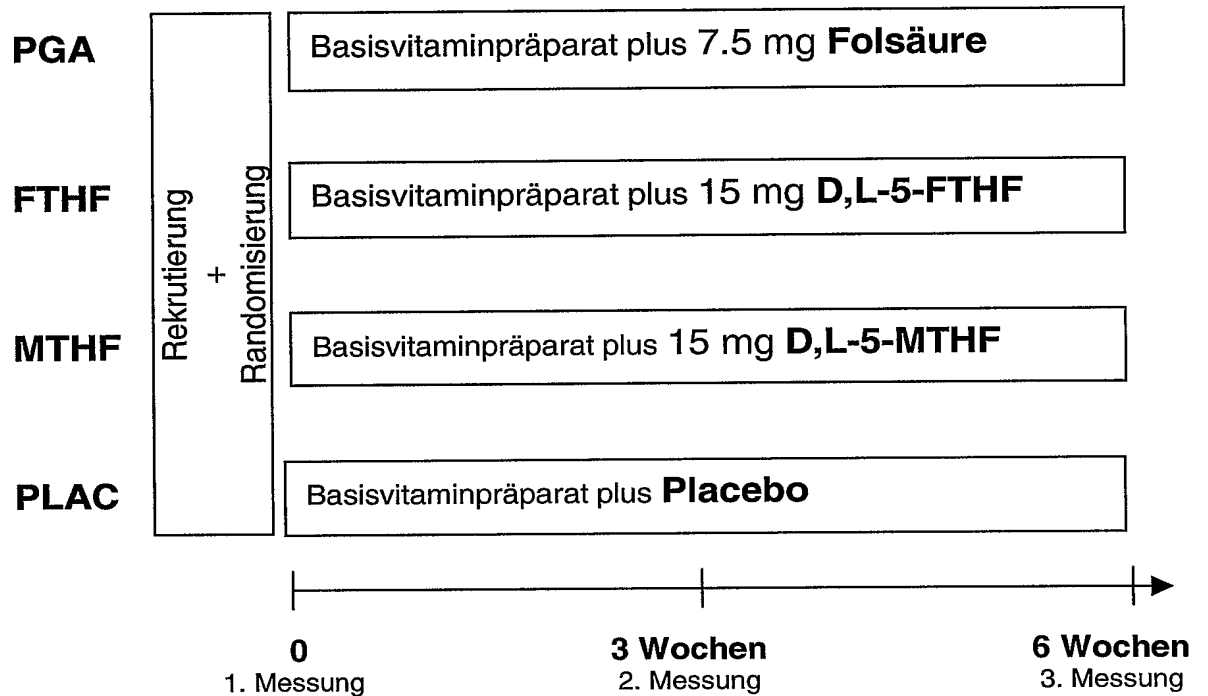 PGA
Basisvitaminpräparat plus 7.5 mg Folsäure
FTHF
Basisvitaminpräparat plus 15 mg D,L-5-FTHF
MTHF
Basisvitaminpräparat plus 15 mg D,L-5-MTHF
PLAC
Basisvitaminpräparat plus Placebo
Rekrutierung
+
Randomisierung
0
1. Messung
3 Wochen
2. Messung
6 Wochen
3. Messung